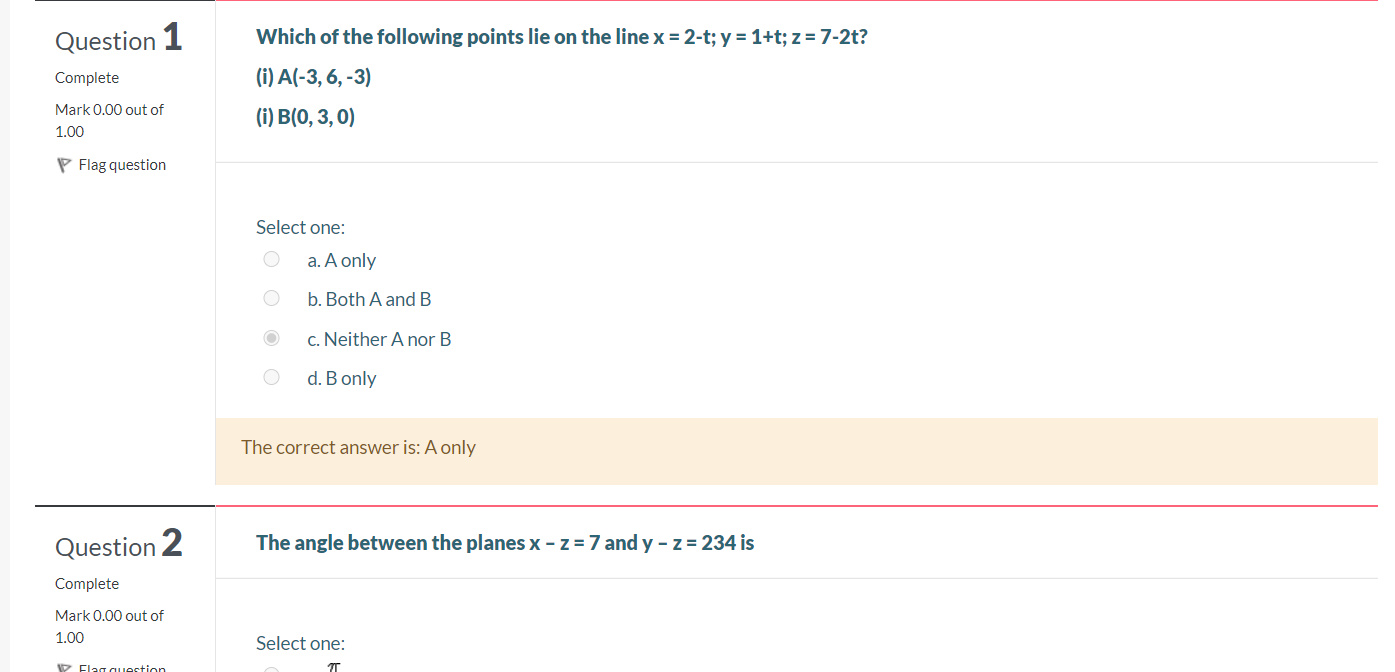 Question 1
Complete
Mark 0.00 out of
1.00
Flag question
Which of the following points lie on the line x = 2-t; y = 1+t; z = 7-2t?
(i) A(-3, 6, -3)
(i) B(0, 3, 0)
Select one:
a. A only
b. Both A and B
c. Neither A nor B
d. B only
The correct answer is: A only
Question 2
Complete
Mark 0.00 out of
1.00
Flag question
The angle between the planes x – z = 7 and y – z = 234 is
Select one:
π